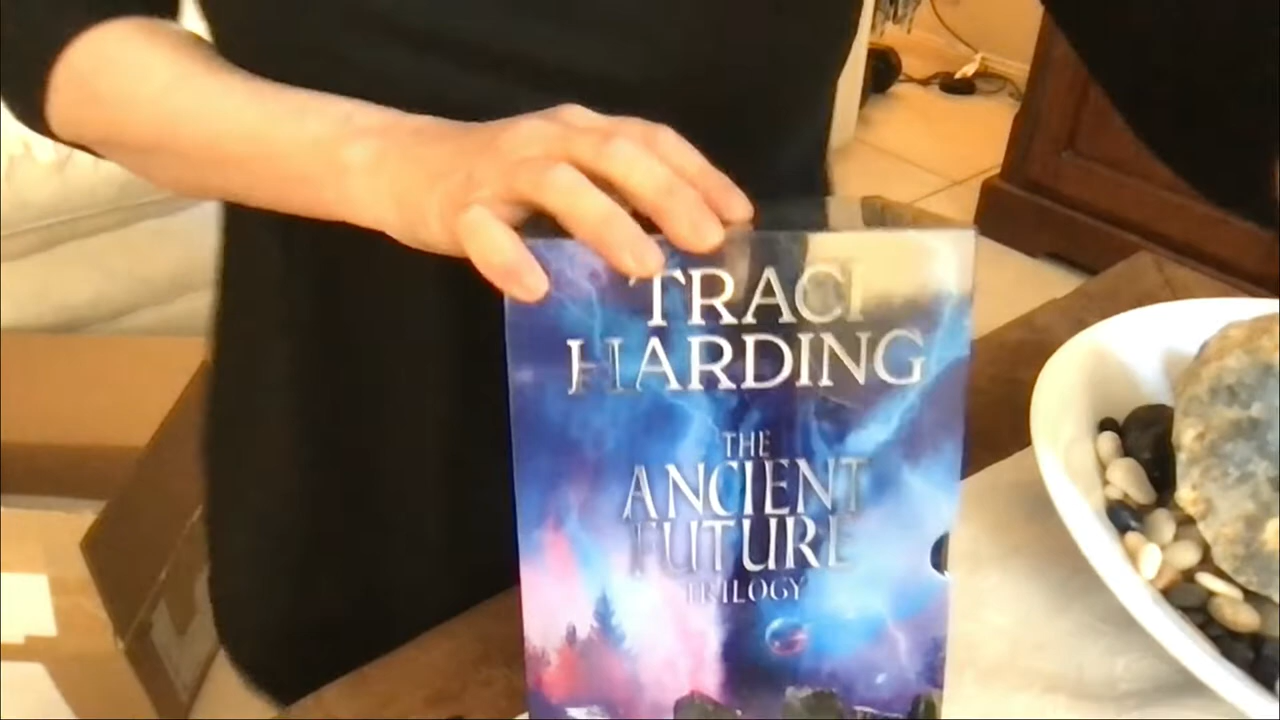 TRACI
HARDING
THE
ANCIENT
FUTURE
TRILOGY